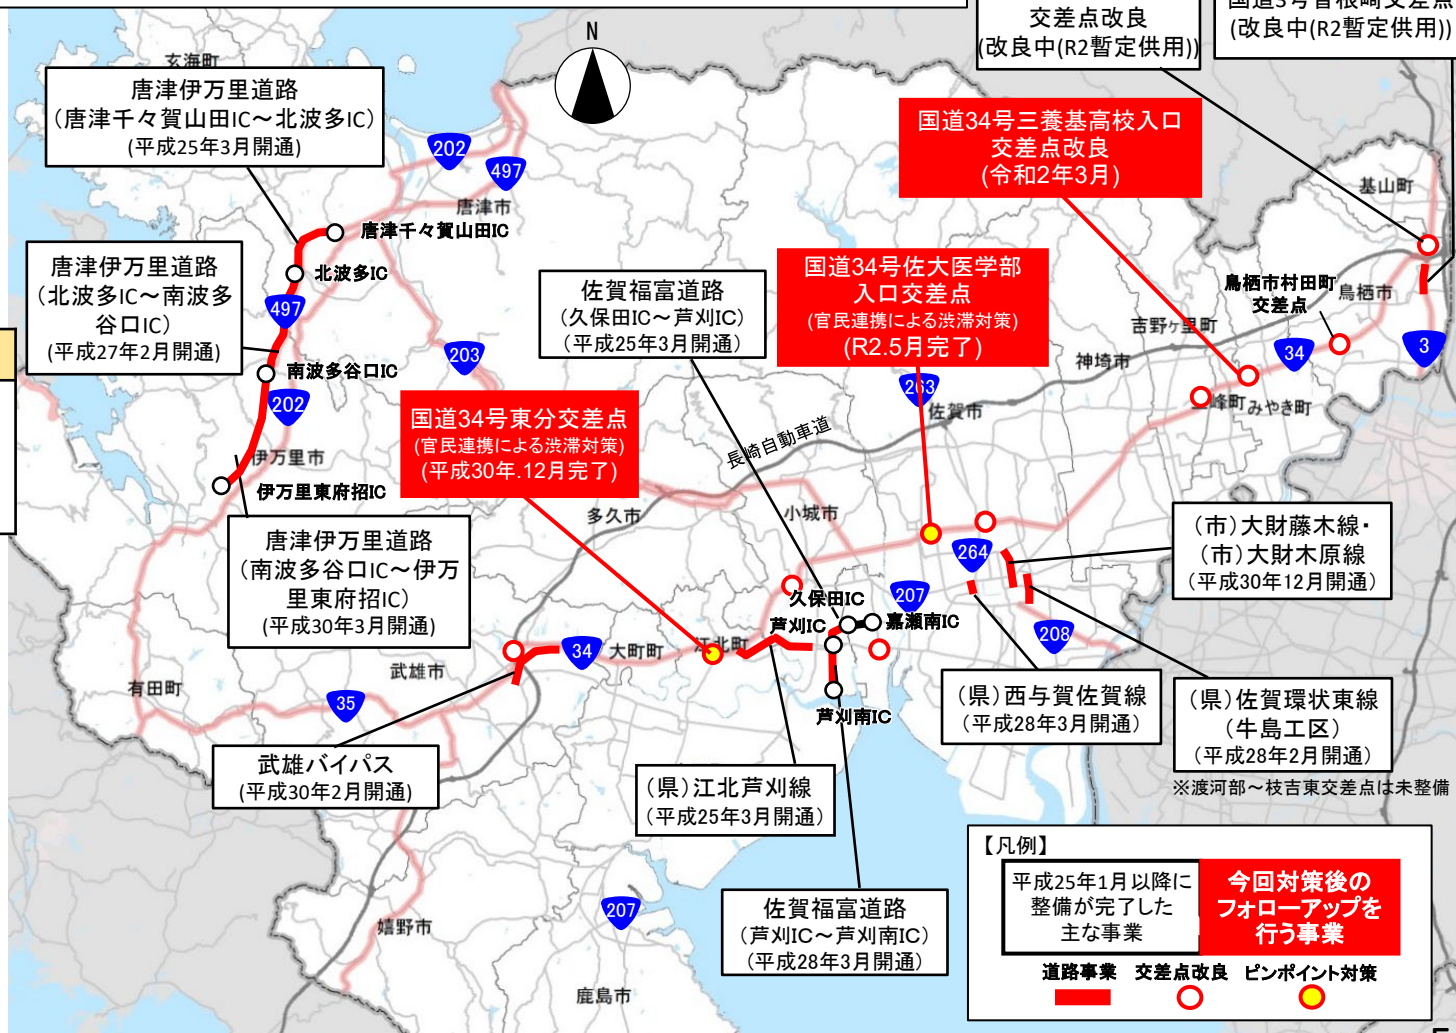 交差点改良
(改良中(R2暫定供用))
国道3号曽根崎交差点
(改良中(R2暫定供用))
N
玄海町
唐津伊万里道路
（唐津千々賀山田IC～北波多IC）
(平成25年3月開通)
202
497
唐津市
唐津千々賀山田IC
北波多IC
国道34号三養基高校入口
交差点改良
(令和2年3月)
基山町
唐津伊万里道路
（北波多IC～南波多
谷口IC）
(平成27年2月開通)
497
南波多谷口IC
202
203
佐賀福富道路
（久保田IC～芦刈IC）
(平成25年3月開通)
国道34号佐大医学部
入口交差点
(官民連携による渋滞対策)
(R2.5月完了)
鳥栖市村田町
交差点
鳥栖市
吉野ヶ里町
神埼市
34
3
263
佐賀市
上峰町
みやき町
国道34号東分交差点
(官民連携による渋滞対策)
(平成30年.12月完了)
長崎自動車道
伊万里市
伊万里東府招IC
多久市
小城市
唐津伊万里道路
（南波多谷口IC～伊万
里東府招IC）
(平成30年3月開通)
264
（市）大財藤木線・
（市）大財木原線
(平成30年12月開通)
久保田IC
207
芦刈IC
嘉瀬南IC
208
34
大町町
江北町
武雄市
有田町
35
芦刈南IC
（県）西与賀佐賀線
（平成28年3月開通）
（県）佐賀環状東線
（牛島工区）
（平成28年2月開通）
※渡河部～枝吉東交差点は未整備
武雄バイパス
(平成30年2月開通)
（県）江北芦刈線
（平成25年3月開通）
佐賀福富道路
（芦刈IC～芦刈南IC）
(平成28年3月開通)
207
嬉野市
鹿島市
【凡例】
平成25年1月以降に
整備が完了した
主な事業
今回対策後の
フォローアップを
行う事業
道路事業 交差点改良 ピンポイント対策